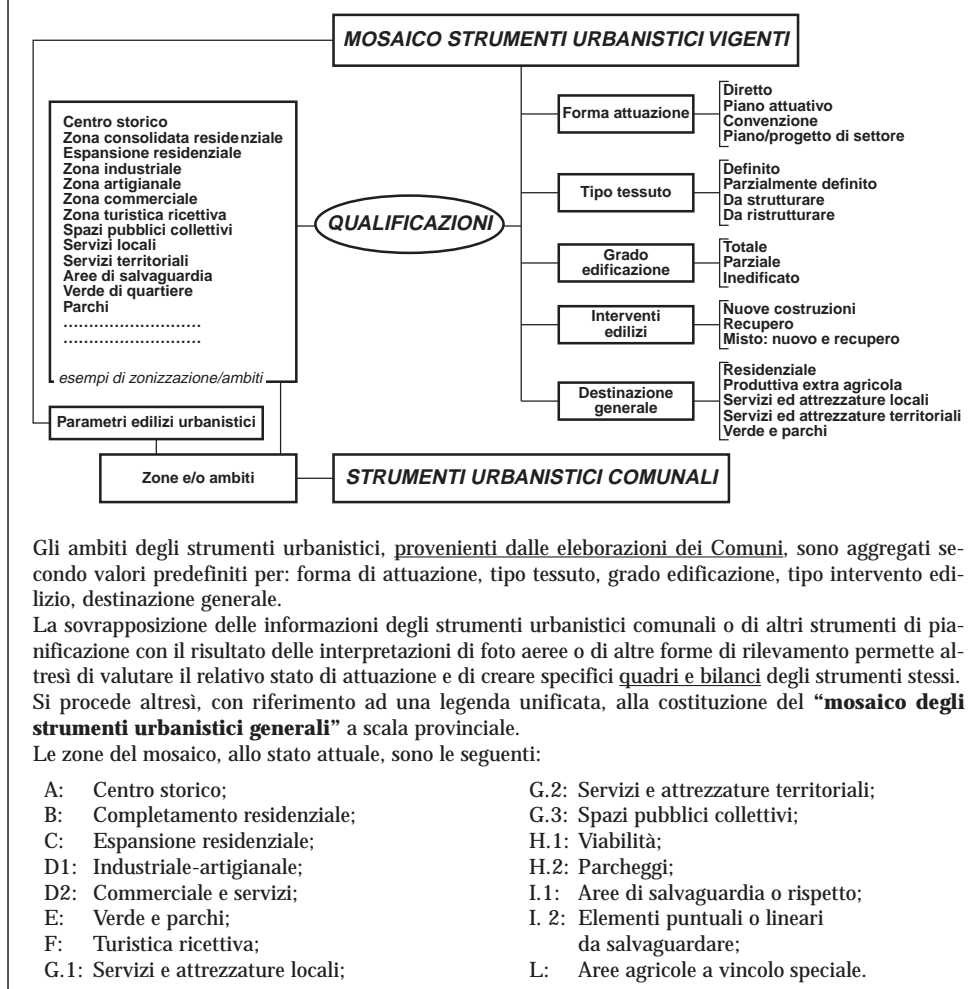 MOSAICO STRUMENTI URBANISTICI VIGENTI
Centro storico
Zona consolidata residenziale
Espansione residenziale
Zona industriale
Zona artigianale
Zona commerciale
Zona turistica ricettiva
Spazi pubblici collettivi
Servizi locali
Servizi territoriali
Aree di salvaguardia
Verde di quartiere
Parchi
...........................
...........................
esempi di zonizzazione/ambiti
Parametri edilizi urbanistici
Zone e/o ambiti
QUALIFICAZIONI
Forma attuazione
Diretto
Piano attuativo
Convenzione
Piano/progetto di settore
Tipo tessuto
Definito
Parzialmente definito
Da strutturare
Da ristrutturare
Grado
edificazione
Totale
Parziale
Inedificato
Interventi
edilizi
Nuove costruzioni
Recupero
Misto: nuovo e recupero
Destinazione
generale
Residenziale
Produttiva extra agricola
Servizi ed attrezzature locali
Servizi ed attrezzature territoriali
Verde e parchi
STRUMENTI URBANISTICI COMUNALI
Gli ambiti degli strumenti urbanistici, provenienti dalle eleborazioni dei Comuni, sono aggregati se-
condo valori predefiniti per: forma di attuazione, tipo tessuto, grado edificazione, tipo intervento edi-
lizio, destinazione generale.
La sovrapposizione delle informazioni degli strumenti urbanistici comunali o di altri strumenti di pia-
nificazione con il risultato delle interpretazioni di foto aeree o di altre forme di rilevamento permette al-
tresì di valutare il relativo stato di attuazione e di creare specifici quadri e bilanci degli strumenti stessi.
Si procede altresì, con riferimento ad una legenda unificata, alla costituzione del “mosaico degli
strumenti urbanistici generali” a scala provinciale.
Le zone del mosaico, allo stato attuale, sono le seguenti:
A: Centro storico;
B: Completamento residenziale;
C: Espansione residenziale;
D1: Industriale-artigianale;
D2: Commerciale e servizi;
E: Verde e parchi;
F: Turistica ricettiva;
G.1: Servizi e attrezzature locali;
G.2: Servizi e attrezzature territoriali;
G.3: Spazi pubblici collettivi;
H.1: Viabilità;
H.2: Parcheggi;
I.1: Aree di salvaguardia o rispetto;
I. 2: Elementi puntuali o lineari
da salvaguardare;
L: Aree agricole a vincolo speciale.